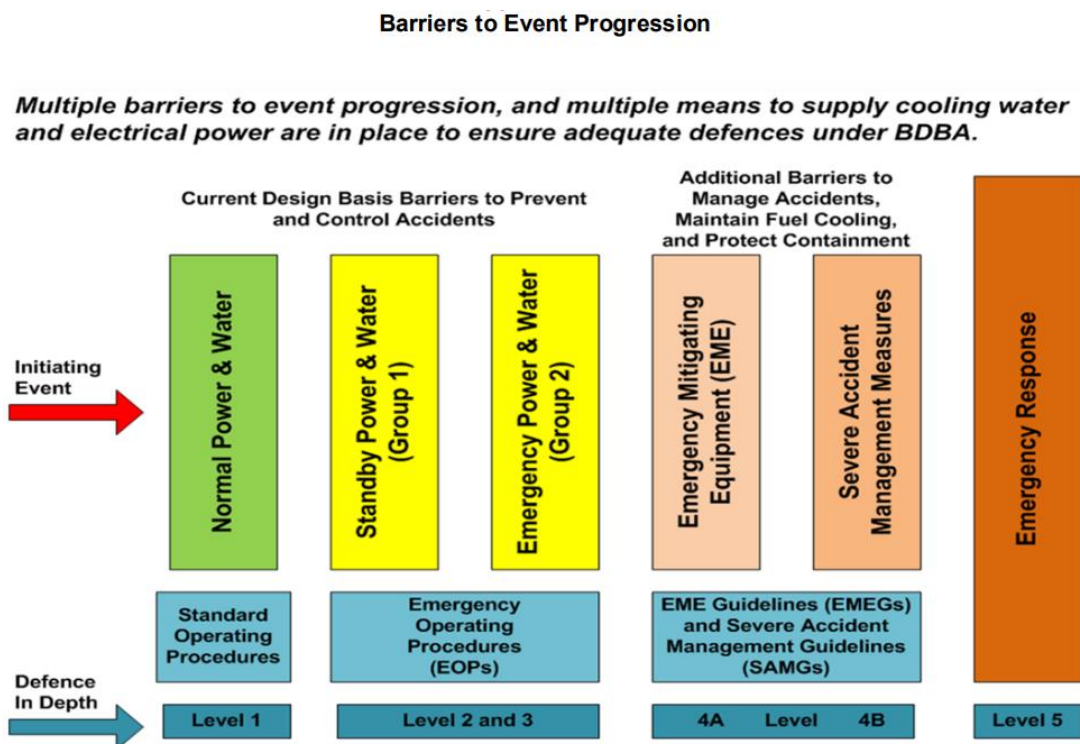 Barriers to Event Progression
Multiple barriers to event progression, and multiple means to supply cooling water
and electrical power are in place to ensure adequate defences under BDBA.
Current Design Basis Barriers to Prevent
and Control Accidents
Additional Barriers to
Manage Accidents,
Maintain Fuel Cooling,
and Protect Containment
Initiating
Event
Normal Power & Water
Standby Power & Water
(Group 1)
Emergency Power & Water
(Group 2)
Emergency Mitigating
Equipment (EME)
Severe Accident
Management Measures
Emergency Response
Standard
Operating
Procedures
Emergency
Operating
Procedures
(EOPs)
EME Guidelines (EMEGs)
and Severe Accident
Management Guidelines
(SAMGs)
Defence
In Depth
Level 1
Level 2 and 3
4A Level 4B
Level 5